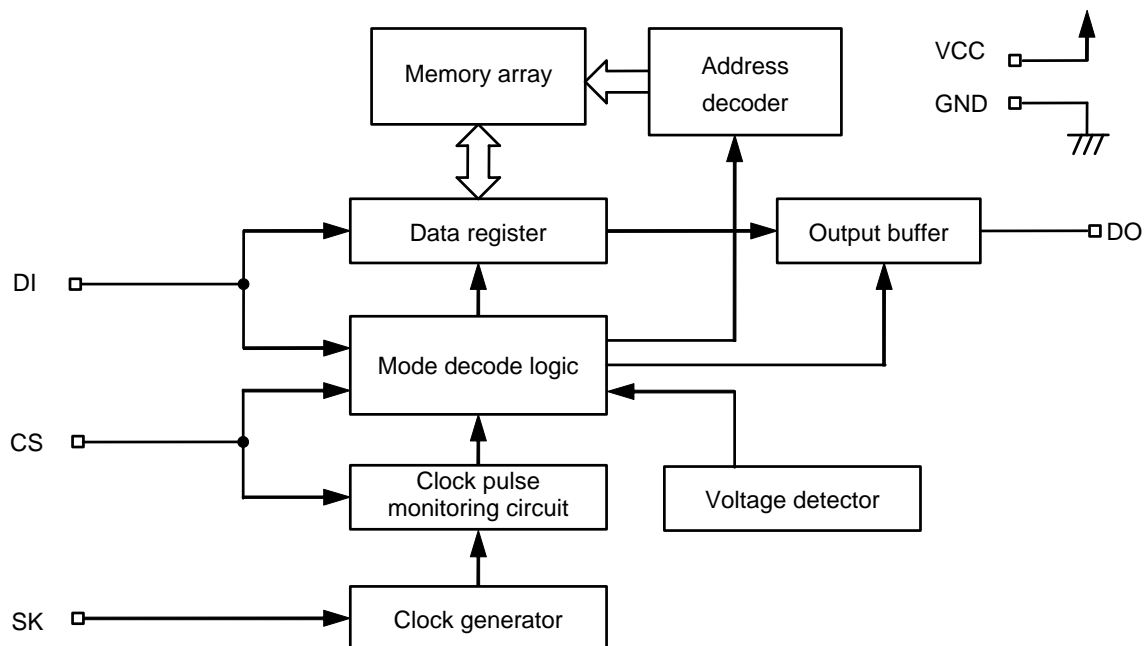 Memory array
Address
decoder
VCC
GND
Data register
Output buffer
DO
DI
Mode decode logic
CS
Clock pulse
monitoring circuit
Voltage detector
SK
Clock generator